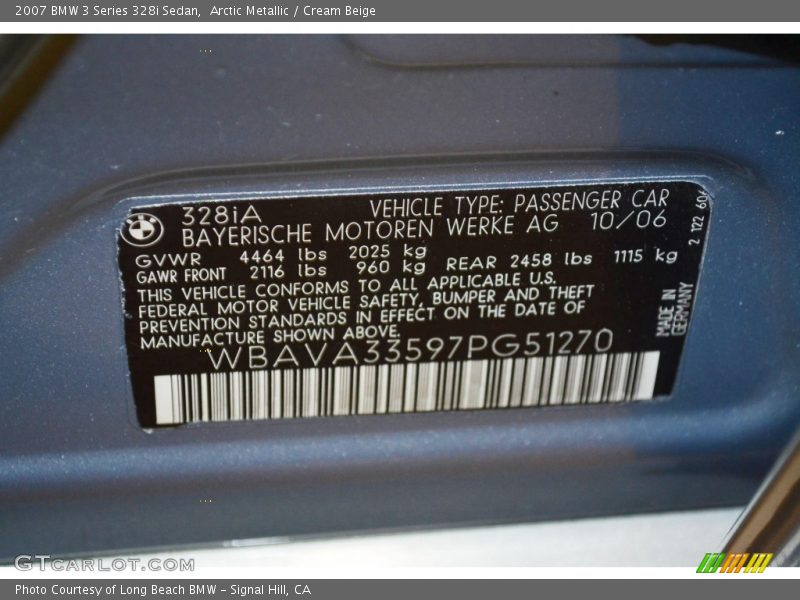 2007 BMW 3 Series 328i Sedan,  Arctic Metallic / Cream Beige
328iA VEHICLE TYPE: PASSENGER CAR
BAYERISCHE MOTOREN WERKE AG 10/06
GVWR 4464 lbs 2025 kg
GAWR FRONT 2116 lbs 960 kg REAR 2458 lbs 1115 kg
THIS VEHICLE CONFORMS TO ALL APPLICABLE U.S.
FEDERAL MOTOR VEHICLE SAFETY, BUMPER AND THEFT
PREVENTION STANDARDS IN EFFECT ON THE DATE OF
MANUFACTURE SHOWN ABOVE.
WBAVA33597PG51270
MADE IN
GERMANY
2 122 60
GTcarlot.com
Photo Courtesy of Long Beach BMW – Signal Hill, CA